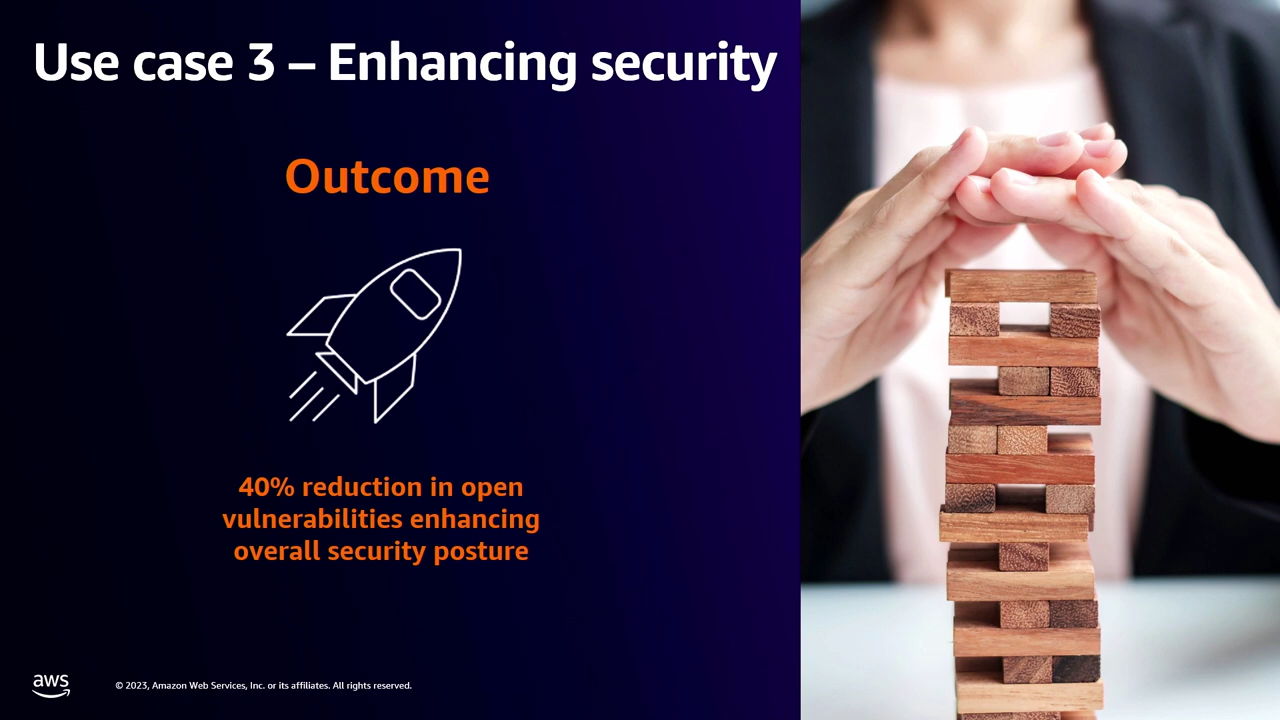 Use case 3 – Enhancing security
Outcome
40% reduction in open
vulnerabilities enhancing
overall security posture
aws
© 2023, Amazon Web Services, Inc. or its affiliates. All rights reserved.